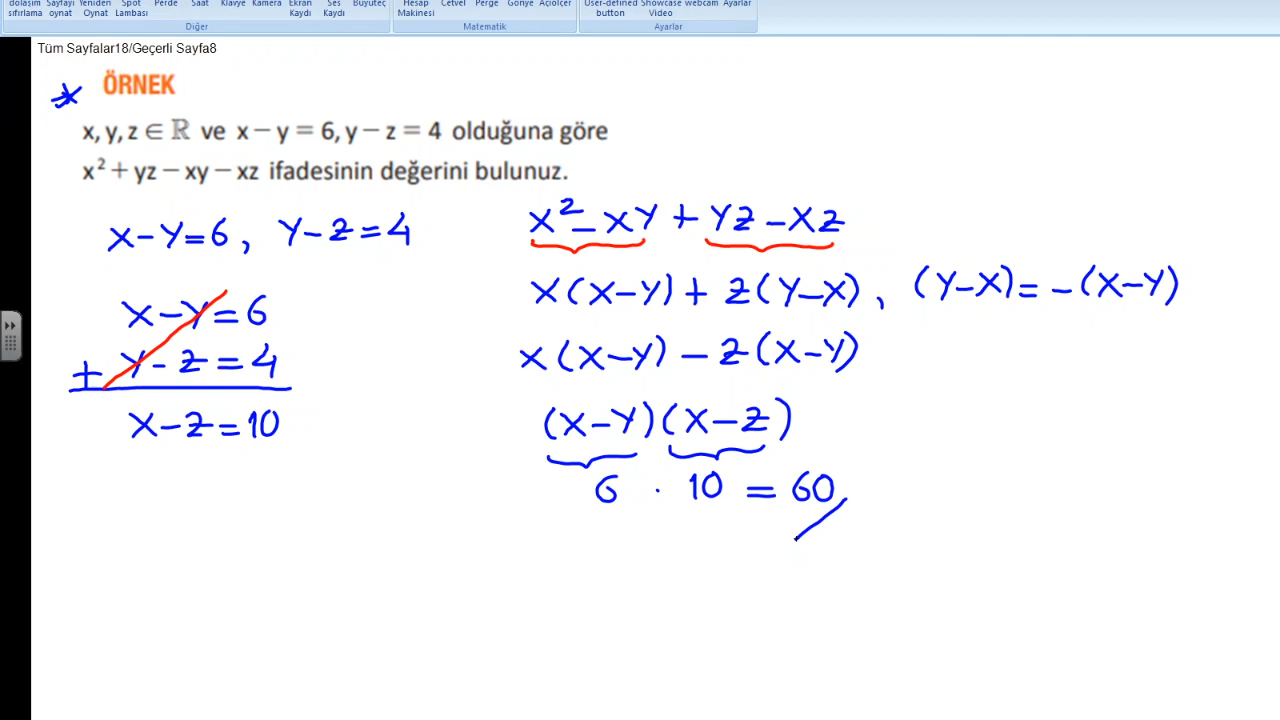 dolaşım Sayfayı Yeniden Spot Perde Saat Klavye Kamera Ekran Ses Büyüteç Hesap Cetvel Perge Gönye Açıölçer User-defined Showcase webcam Ayarlar
sıfırlama oynat Oynat Lambası Kaydı Kaydı Makinesi button Video
Diğer Matematik Ayarlar
Tüm Sayfalar18/Geçerli Sayfa8
* ÖRNEK
x, y, z ∈ ℝ ve x − y = 6, y − z = 4 olduğuna göre
x² + yz − xy − xz ifadesinin değerini bulunuz.
x-y=6, y-z=4
x-y=6
+ y-z=4
x-z=10
x²-xy+yz-xz
x(x-y)+z(y-x), (y-x)=-(x-y)
x(x-y)-z(x-y)
(x-y)(x-z)
6 · 10 = 60